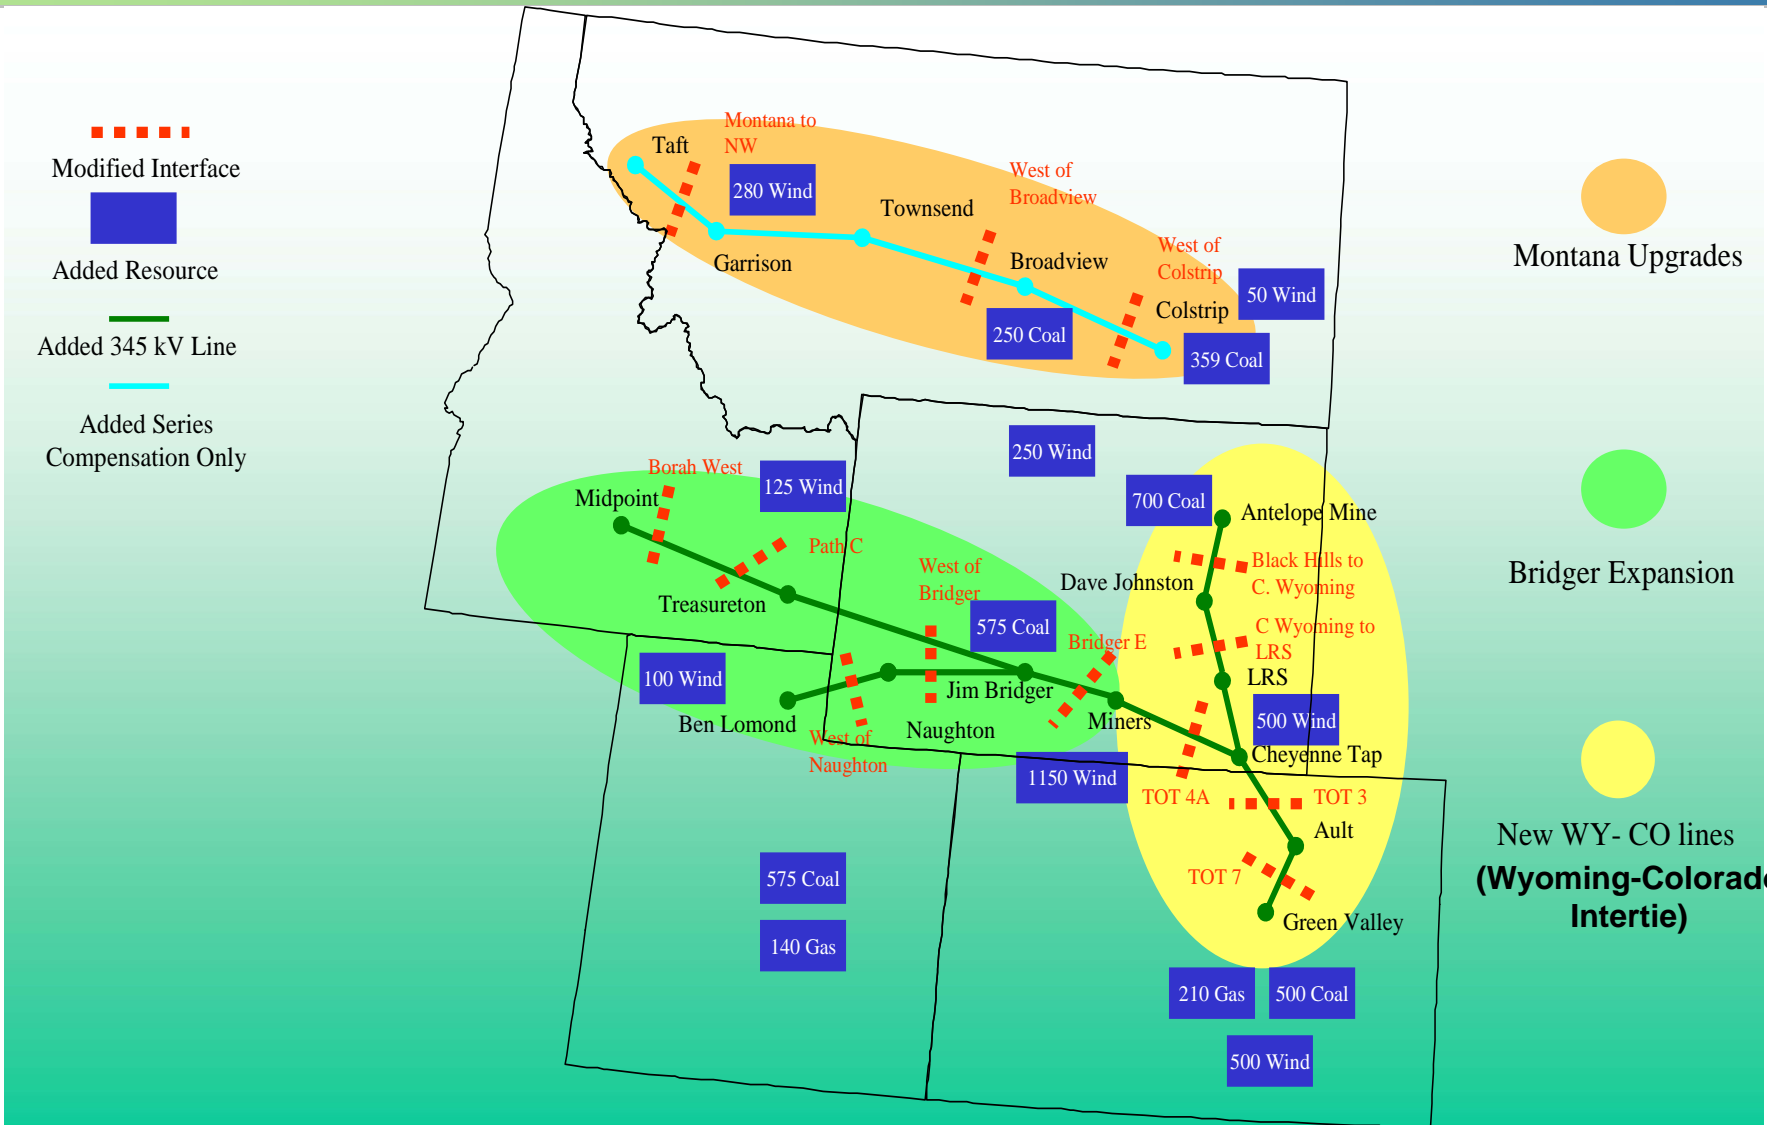 Modified Interface
Added Resource
Added 345 kV Line
Added Series
Compensation Only
Montana to
NW
Taft
280 Wind
Garrison
Townsend
West of
Broadview
Broadview
250 Coal
West of
Colstrip
Colstrip
50 Wind
359 Coal
Montana Upgrades
250 Wind
700 Coal
Antelope Mine
Borah West
125 Wind
Midpoint
Path C
Treasureton
West of
Bridger
575 Coal
Bridger E
Dave Johnston
Black Hills to
C. Wyoming
C Wyoming to
LRS
LRS
Bridger Expansion
100 Wind
Ben Lomond
West of
Naughton
Naughton
Jim Bridger
Miners
500 Wind
Cheyenne Tap
1150 Wind
TOT 4A
TOT 3
Ault
TOT 7
Green Valley
New WY- CO lines
(Wyoming-Colorad
Intertie)
575 Coal
140 Gas
210 Gas
500 Coal
500 Wind